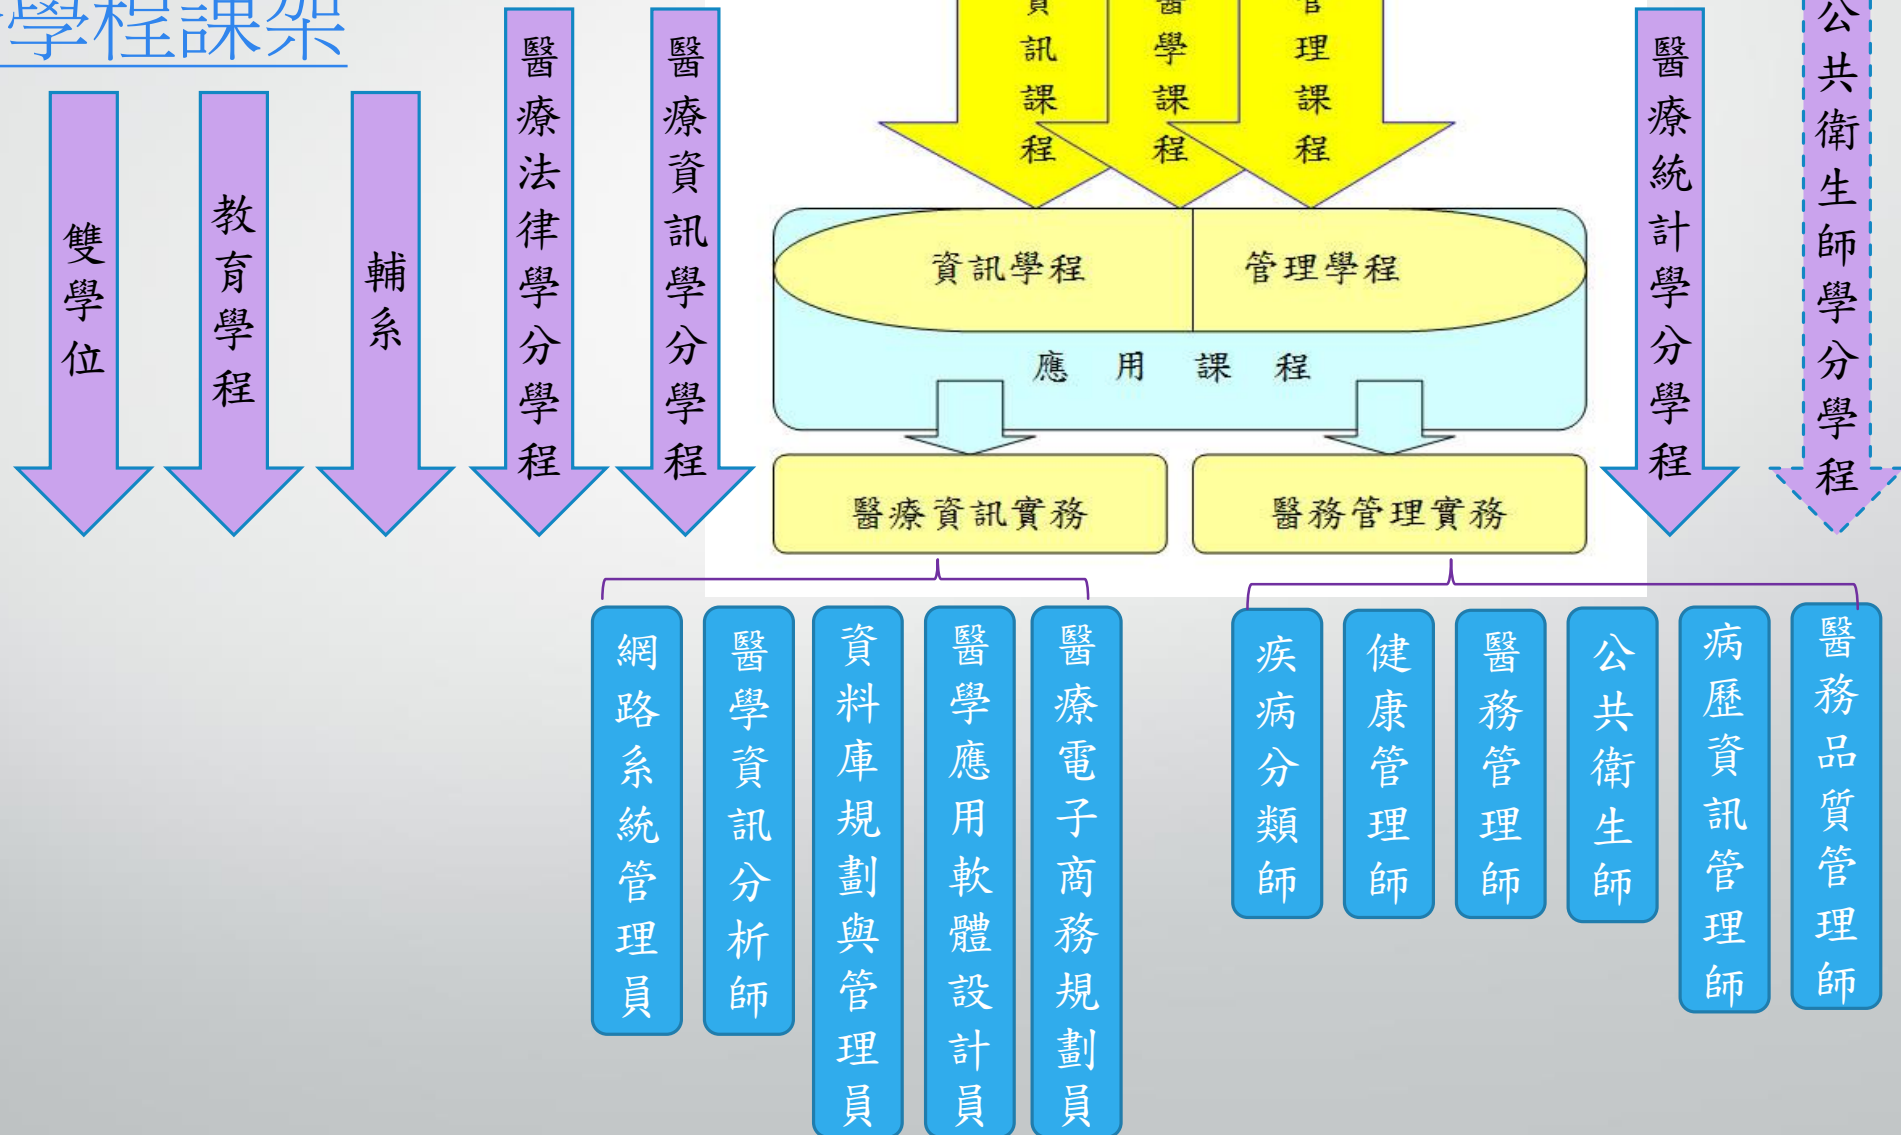 學程課架
雙學位
教育學程
輔系
醫療法律學分學程
醫療資訊學分學程
資訊課程
醫學課程
管理課程
醫療統計學分學程
公共衛生師學分學程
資訊學程
管理學程
應用課程
醫療資訊實務
醫務管理實務
網路系統管理員
醫學資訊分析師
資料庫規劃與管理員
醫學應用軟體設計員
醫療電子商務規劃員
疾病分類師
健康管理師
醫務管理師
公共衛生師
病歷資訊管理師
醫務品質管理師